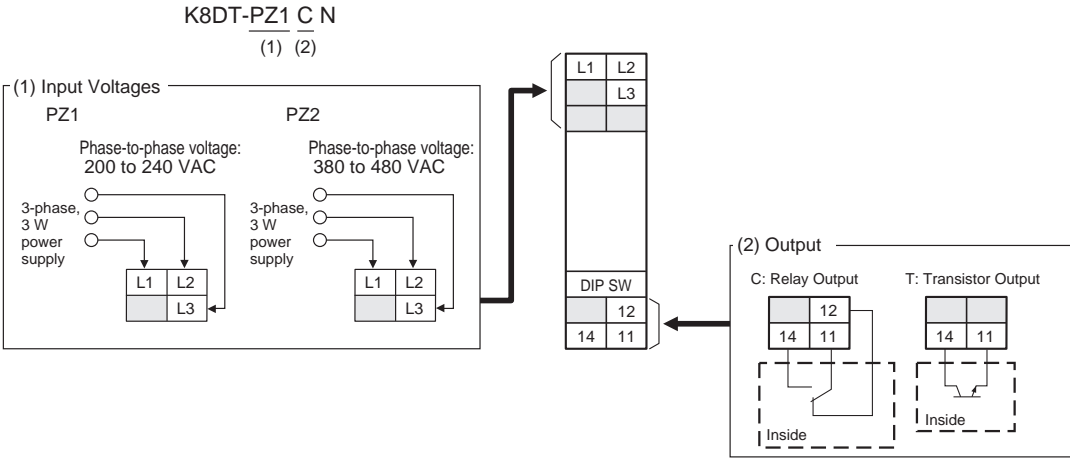 K8DT-PZ1 C N
(1) (2)
(1) Input Voltages
PZ1
Phase-to-phase voltage:
200 to 240 VAC
3-phase,
3 W
power
supply
L1 L2
L3
PZ2
Phase-to-phase voltage:
380 to 480 VAC
3-phase,
3 W
power
supply
L1 L2
L3
L1 L2
L3
DIP SW
12
14 11
(2) Output
C: Relay Output
12
14 11
Inside
T: Transistor Output
14 11
Inside